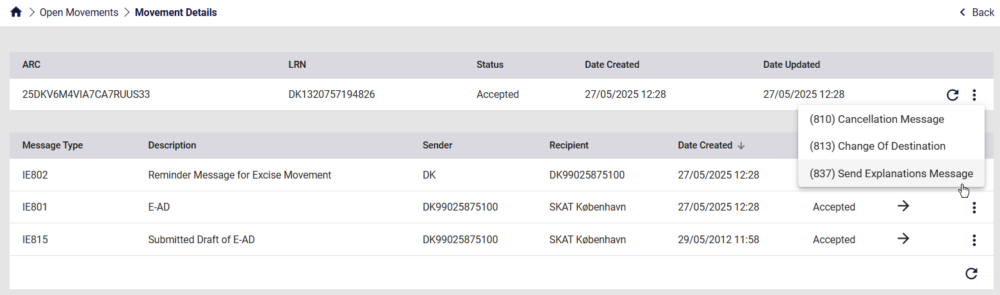 Open Movements Movement Details Back
ARC LRN Status Date Created Date Updated
25DKV6M4VIA7CA7RUUS33 DK1320757194826 Accepted 27/05/2025 12:28 27/05/2025 12:28
(810) Cancellation Message
(813) Change Of Destination
(837) Send Explanations Message
Message Type Description Sender Recipient Date Created
IE802 Reminder Message for Excise Movement DK DK99025875100 27/05/2025 12:28
IE801 E-AD DK99025875100 SKAT København 27/05/2025 12:28 Accepted
IE815 Submitted Draft of E-AD DK99025875100 SKAT København 29/05/2012 11:58 Accepted